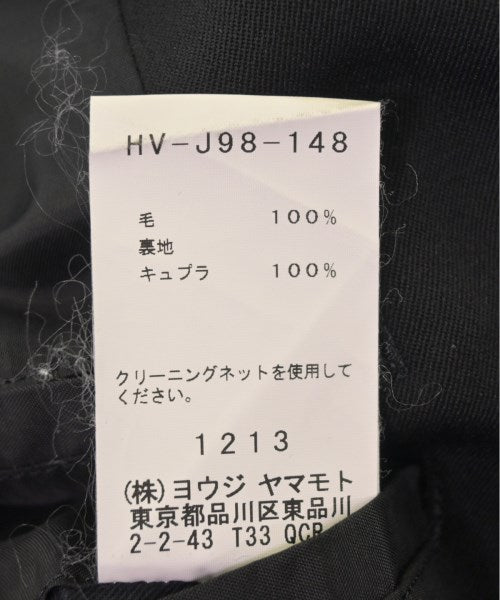 HV-J98-148
毛 100%
裏地
キュプラ 100%
クリーニングネットを使用して
ください。
1213
(株)ヨウジ ヤマモト
東京都品川区東品川
2-2-43 T33 QCR